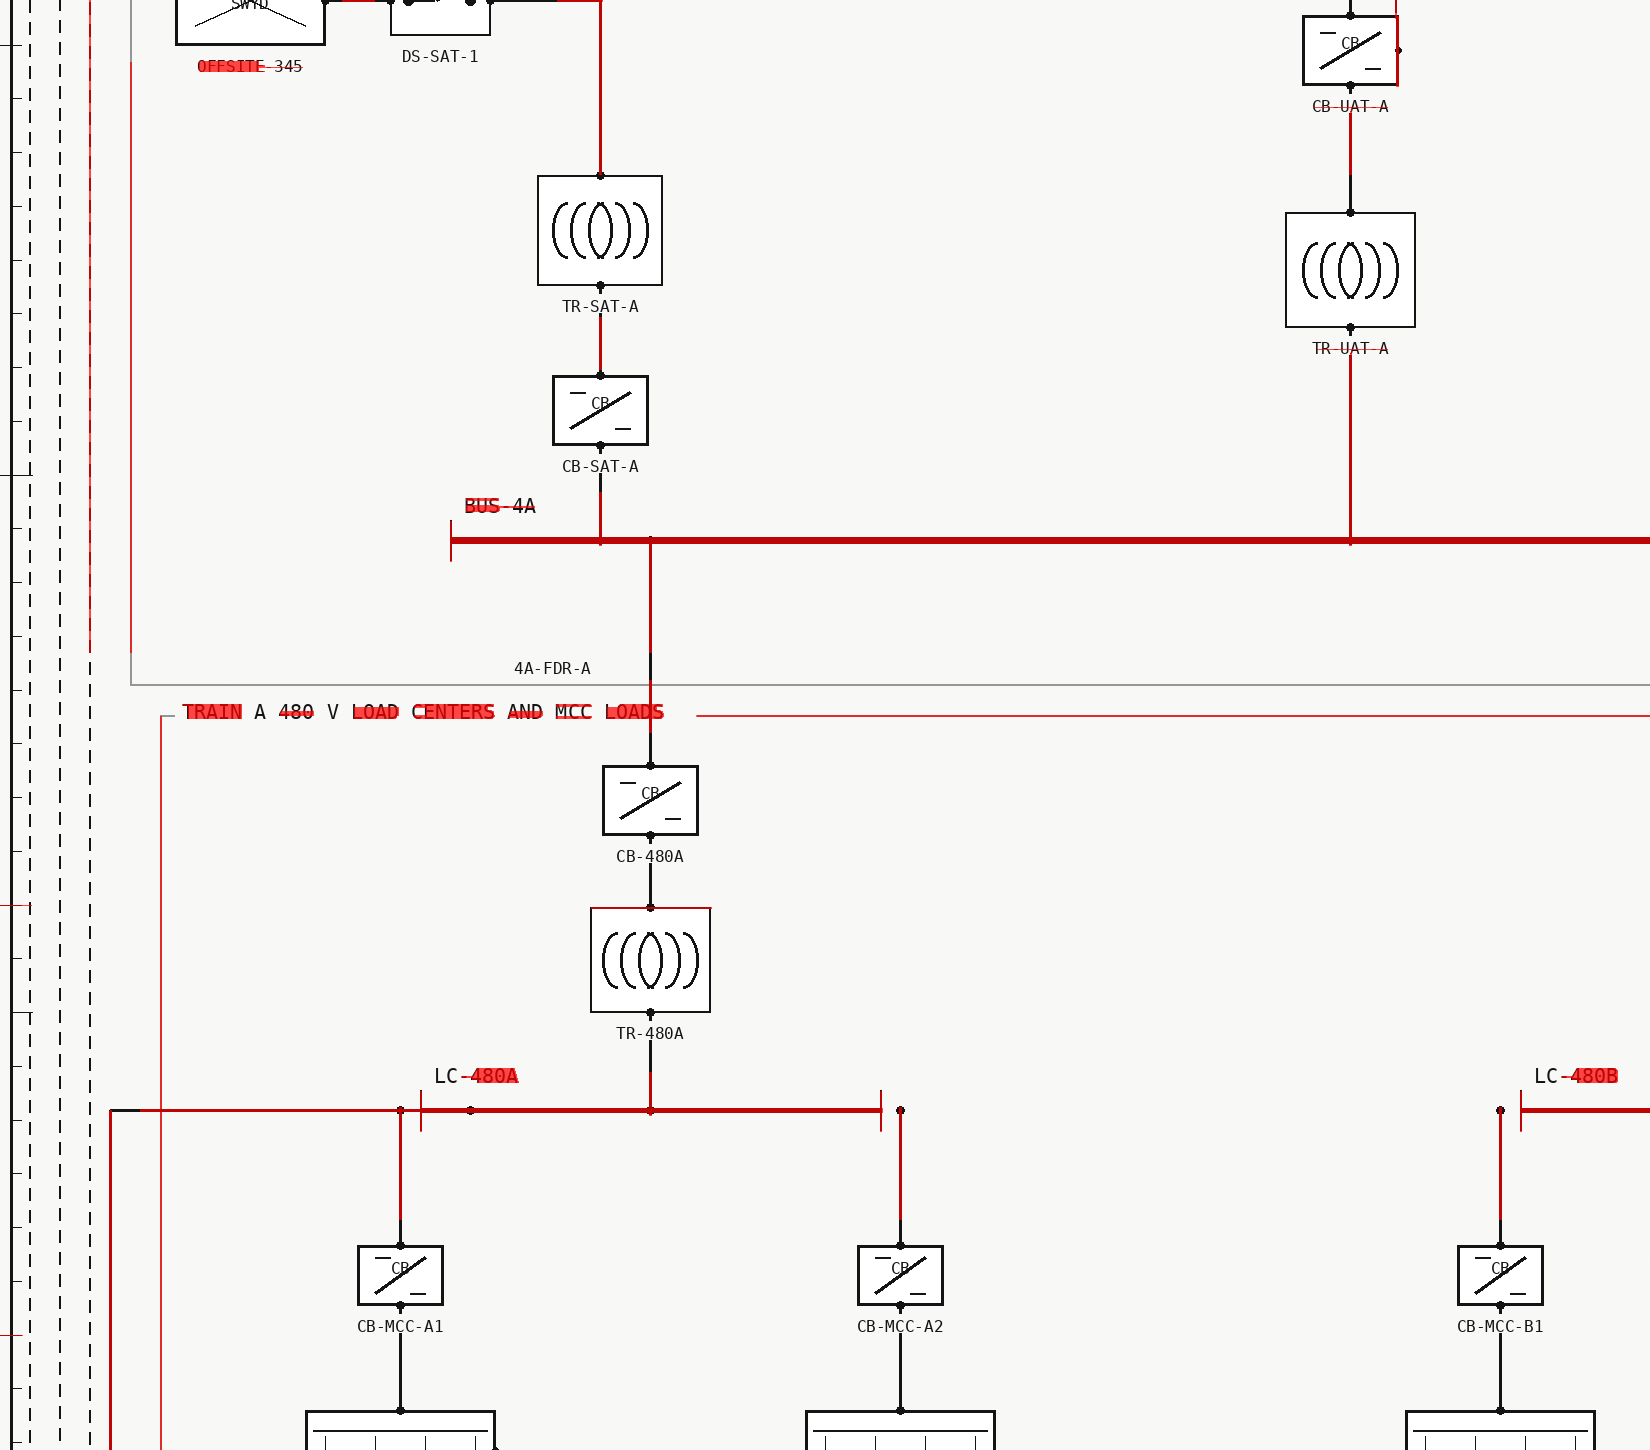 SWYD
OFFSITE-345
DS-SAT-1
CB
CB-UAT-A
TR-SAT-A
TR-UAT-A
CB
CB-SAT-A
BUS-4A
4A-FDR-A
TRAIN A 480 V LOAD CENTERS AND MCC LOADS
CB
CB-480A
TR-480A
LC-480A
LC-480B
CB
CB
CB
CB-MCC-A1
CB-MCC-A2
CB-MCC-B1